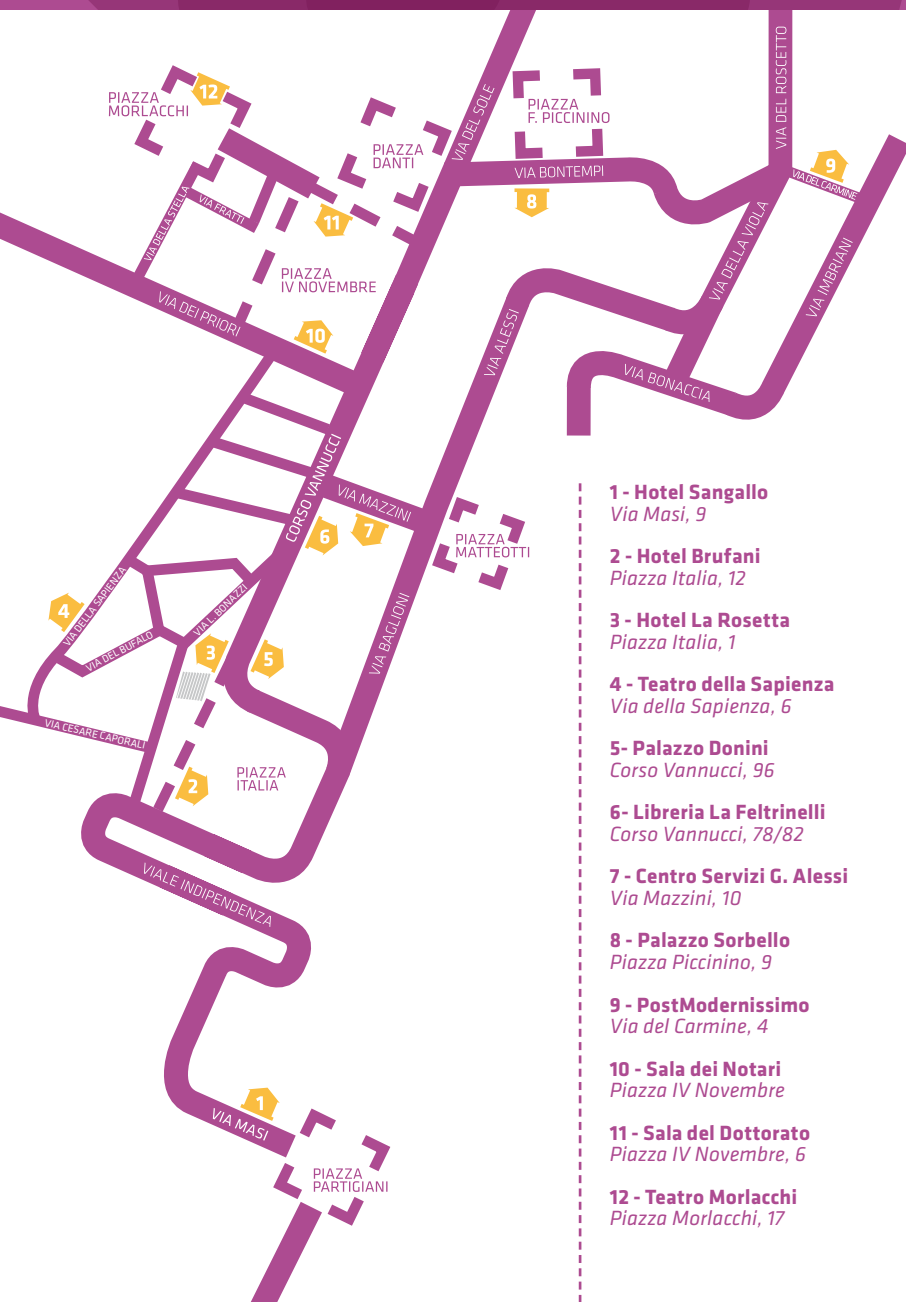 12
PIAZZA
MORLACCHI
PIAZZA
DANTI
VIA DEL SOLE
PIAZZA
F. PICCININO
VIA DEL ROSCETTO
VIA BONTEMPI
8
9
VIA DEL CARMINE
VIA DELLA STELLA
VIA FRATTI
11
VIA DELLA VIOLA
VIA IMBRIANI
PIAZZA
IV NOVEMBRE
VIA DEI PRIORI
10
VIA ALESSI
VIA BONACCIA
CORSO VANNUCCI
VIA MAZZINI
6
7
PIAZZA
MATTEOTTI
4
VIA DELLA SAPIENZA
VIA DEL BUFALO
VIA L. BONAZZI
3
5
VIA BAGLIONI
VIA CESARE CAPORALI
2
PIAZZA
ITALIA
VIALE INDIPENDENZA
1
VIA MASI
PIAZZA
PARTIGIANI
1 - Hotel Sangallo
Via Masi, 9
2 - Hotel Brufani
Piazza Italia, 12
3 - Hotel La Rosetta
Piazza Italia, 1
4 - Teatro della Sapienza
Via della Sapienza, 6
5- Palazzo Donini
Corso Vannucci, 96
6- Libreria La Feltrinelli
Corso Vannucci, 78/82
7 - Centro Servizi G. Alessi
Via Mazzini, 10
8 - Palazzo Sorbello
Piazza Piccinino, 9
9 - PostModernissimo
Via del Carmine, 4
10 - Sala dei Notari
Piazza IV Novembre
11 - Sala del Dottorato
Piazza IV Novembre, 6
12 - Teatro Morlacchi
Piazza Morlacchi, 17